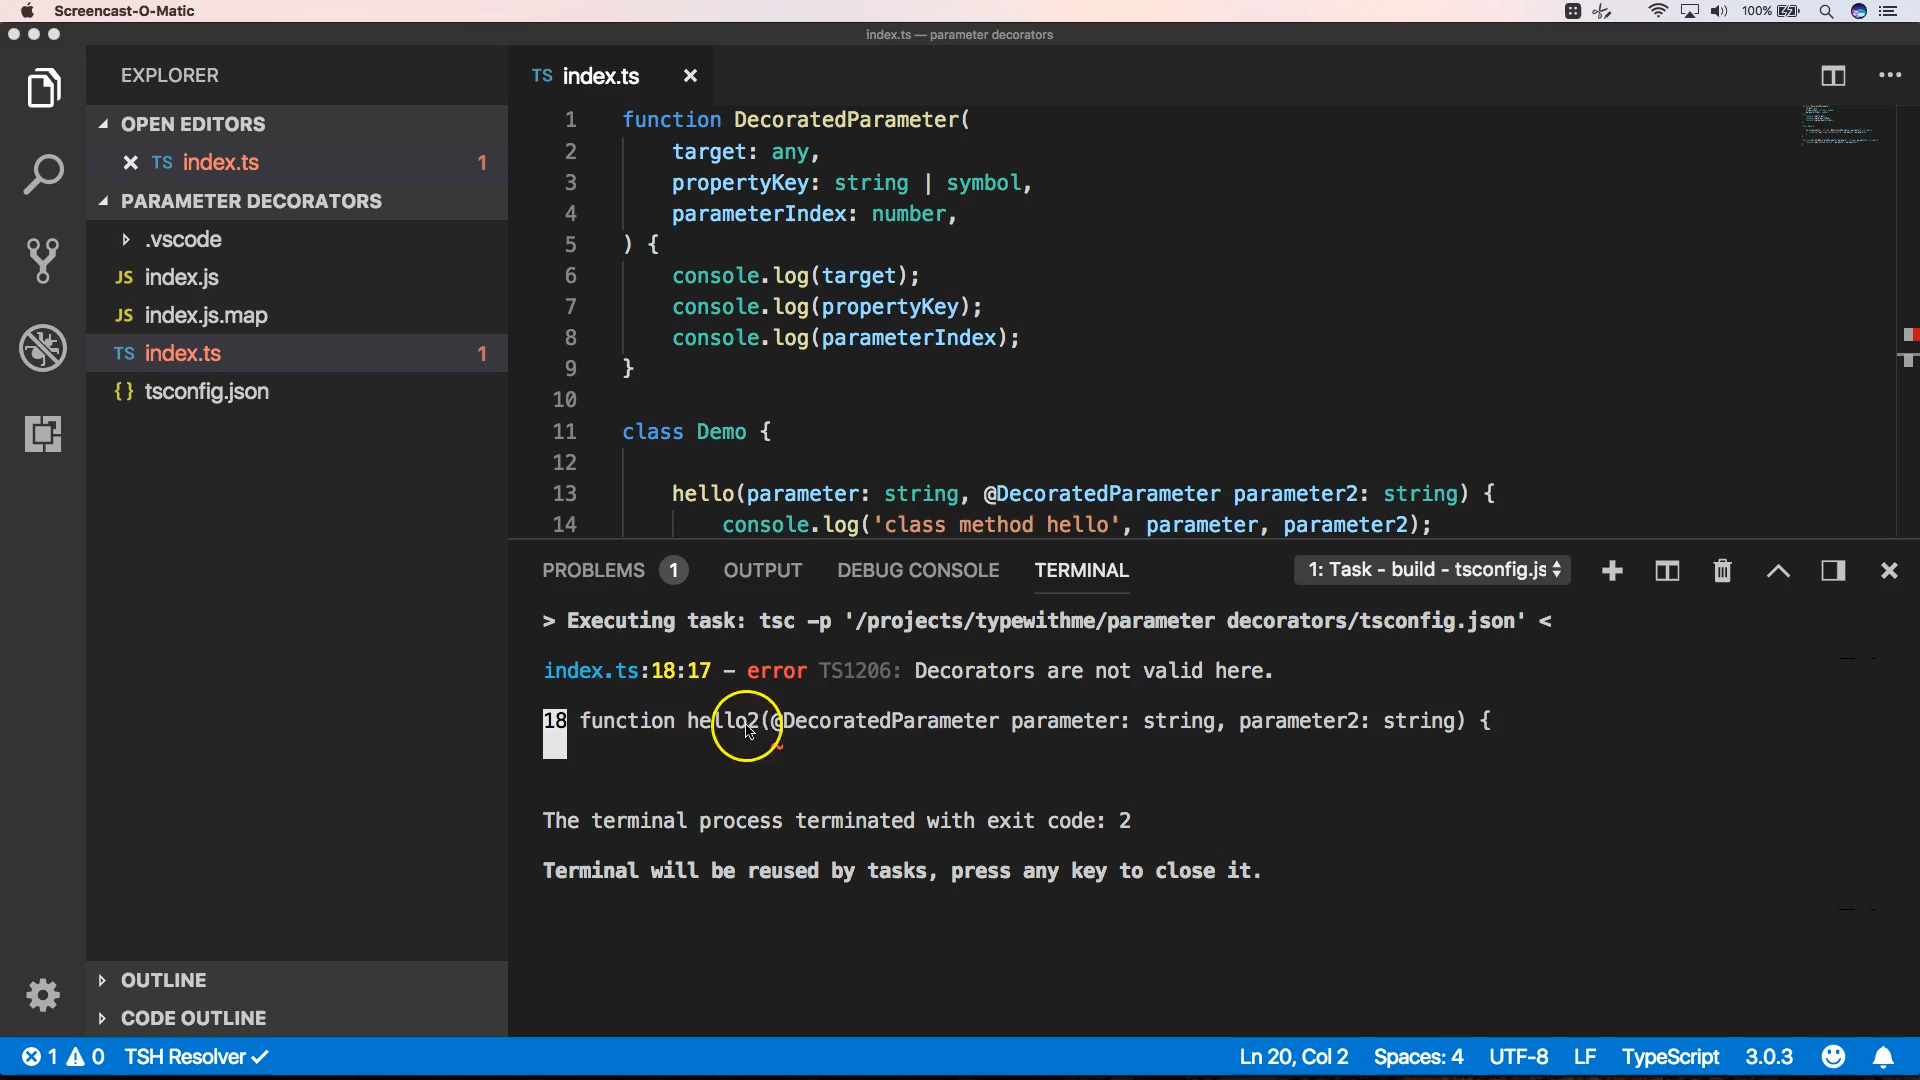 Screencast-O-Matic
100%
index.ts — parameter decorators
EXPLORER
OPEN EDITORS
TS index.ts 1
PARAMETER DECORATORS
.vscode
JS index.js
JS index.js.map
TS index.ts 1
{} tsconfig.json
OUTLINE
CODE OUTLINE
TS index.ts
1 function DecoratedParameter(
2 target: any,
3 propertyKey: string | symbol,
4 parameterIndex: number,
5 ) {
6 console.log(target);
7 console.log(propertyKey);
8 console.log(parameterIndex);
9 }
10
11 class Demo {
12
13 hello(parameter: string, @DecoratedParameter parameter2: string) {
14 console.log('class method hello', parameter, parameter2);
PROBLEMS 1 OUTPUT DEBUG CONSOLE TERMINAL 1: Task - build - tsconfig.js
> Executing task: tsc -p '/projects/typewithme/parameter decorators/tsconfig.json' <
index.ts:18:17 - error TS1206: Decorators are not valid here.
18 function hello2(@DecoratedParameter parameter: string, parameter2: string) {
~
The terminal process terminated with exit code: 2
Terminal will be reused by tasks, press any key to close it.
1 0 TSH Resolver Ln 20, Col 2 Spaces: 4 UTF-8 LF TypeScript 3.0.3